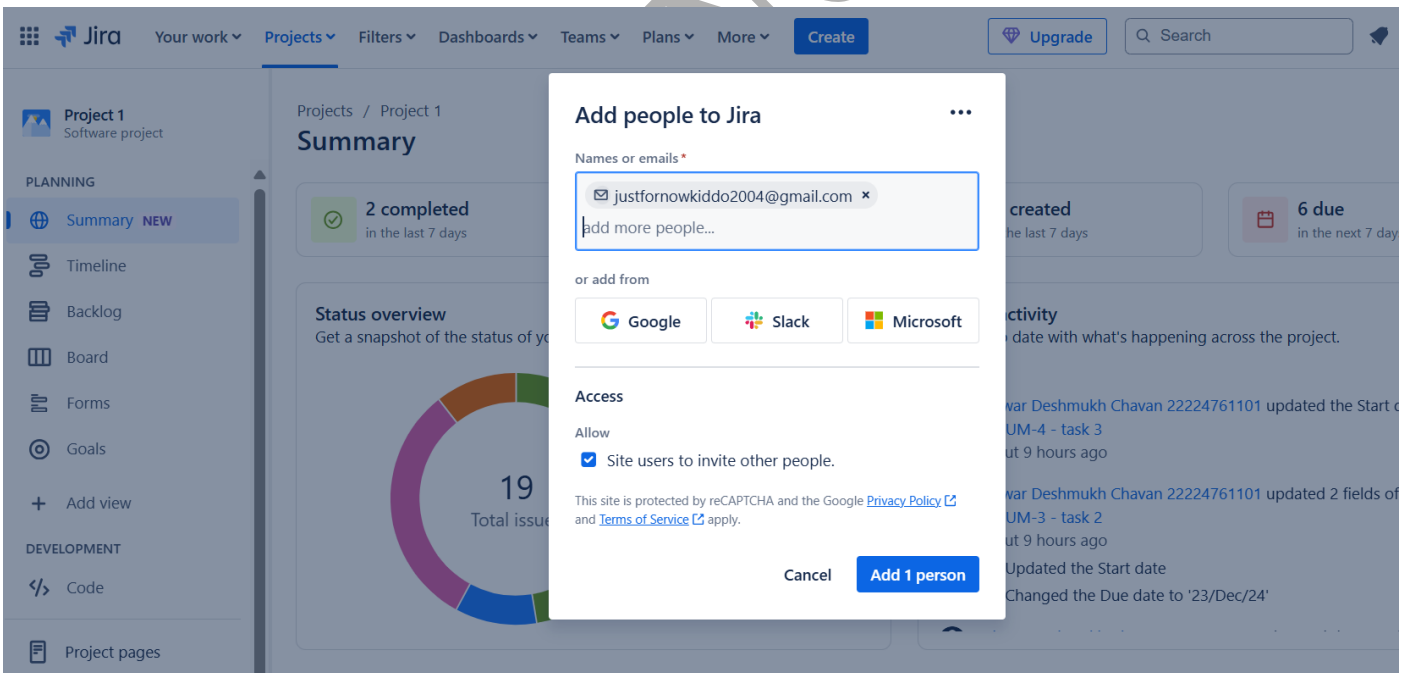 Jira Your work Projects Filters Dashboards Teams Plans More Create Upgrade Search
Project 1
Software project
PLANNING
Summary NEW
Timeline
Backlog
Board
Forms
Goals
+ Add view
DEVELOPMENT
Code
Project pages
Projects / Project 1
Summary
2 completed
in the last 7 days
created
he last 7 days
6 due
in the next 7 day
Status overview
Get a snapshot of the status of yo
19
Total issue
Add people to Jira
Names or emails *
justfornowkiddo2004@gmail.com ×
add more people...
or add from
Google Slack Microsoft
Access
Allow
Site users to invite other people.
This site is protected by reCAPTCHA and the Google Privacy Policy
and Terms of Service apply.
Cancel Add 1 person
ctivity
date with what's happening across the project.
war Deshmukh Chavan 22224761101 updated the Start d
UM-4 - task 3
ut 9 hours ago
war Deshmukh Chavan 22224761101 updated 2 fields of
UM-3 - task 2
ut 9 hours ago
Updated the Start date
Changed the Due date to '23/Dec/24'